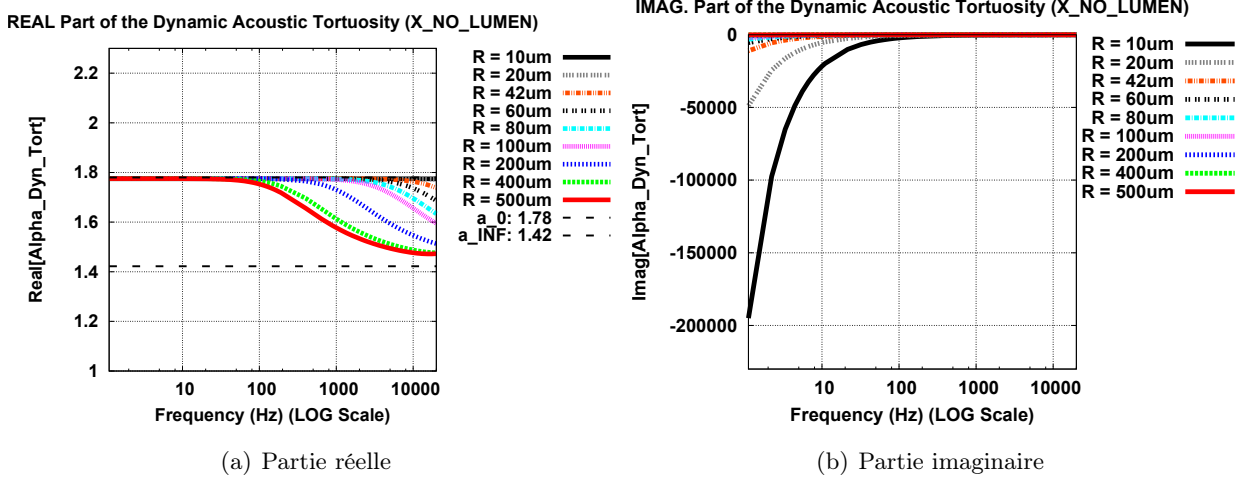 REAL Part of the Dynamic Acoustic Tortuosity (X_NO_LUMEN)
Real[Alpha_Dyn_Tort]
2.2
2
1.8
1.6
1.4
1.2
1
10
100
1000
10000
Frequency (Hz) (LOG Scale)
R = 10um
R = 20um
R = 42um
R = 60um
R = 80um
R = 100um
R = 200um
R = 400um
R = 500um
a_0: 1.78
a_INF: 1.42
(a) Partie réelle
IMAG. Part of the Dynamic Acoustic Tortuosity (X_NO_LUMEN)
Imag[Alpha_Dyn_Tort]
0
-50000
-100000
-150000
-200000
10
100
1000
10000
Frequency (Hz) (LOG Scale)
R = 10um
R = 20um
R = 42um
R = 60um
R = 80um
R = 100um
R = 200um
R = 400um
R = 500um
(b) Partie imaginaire